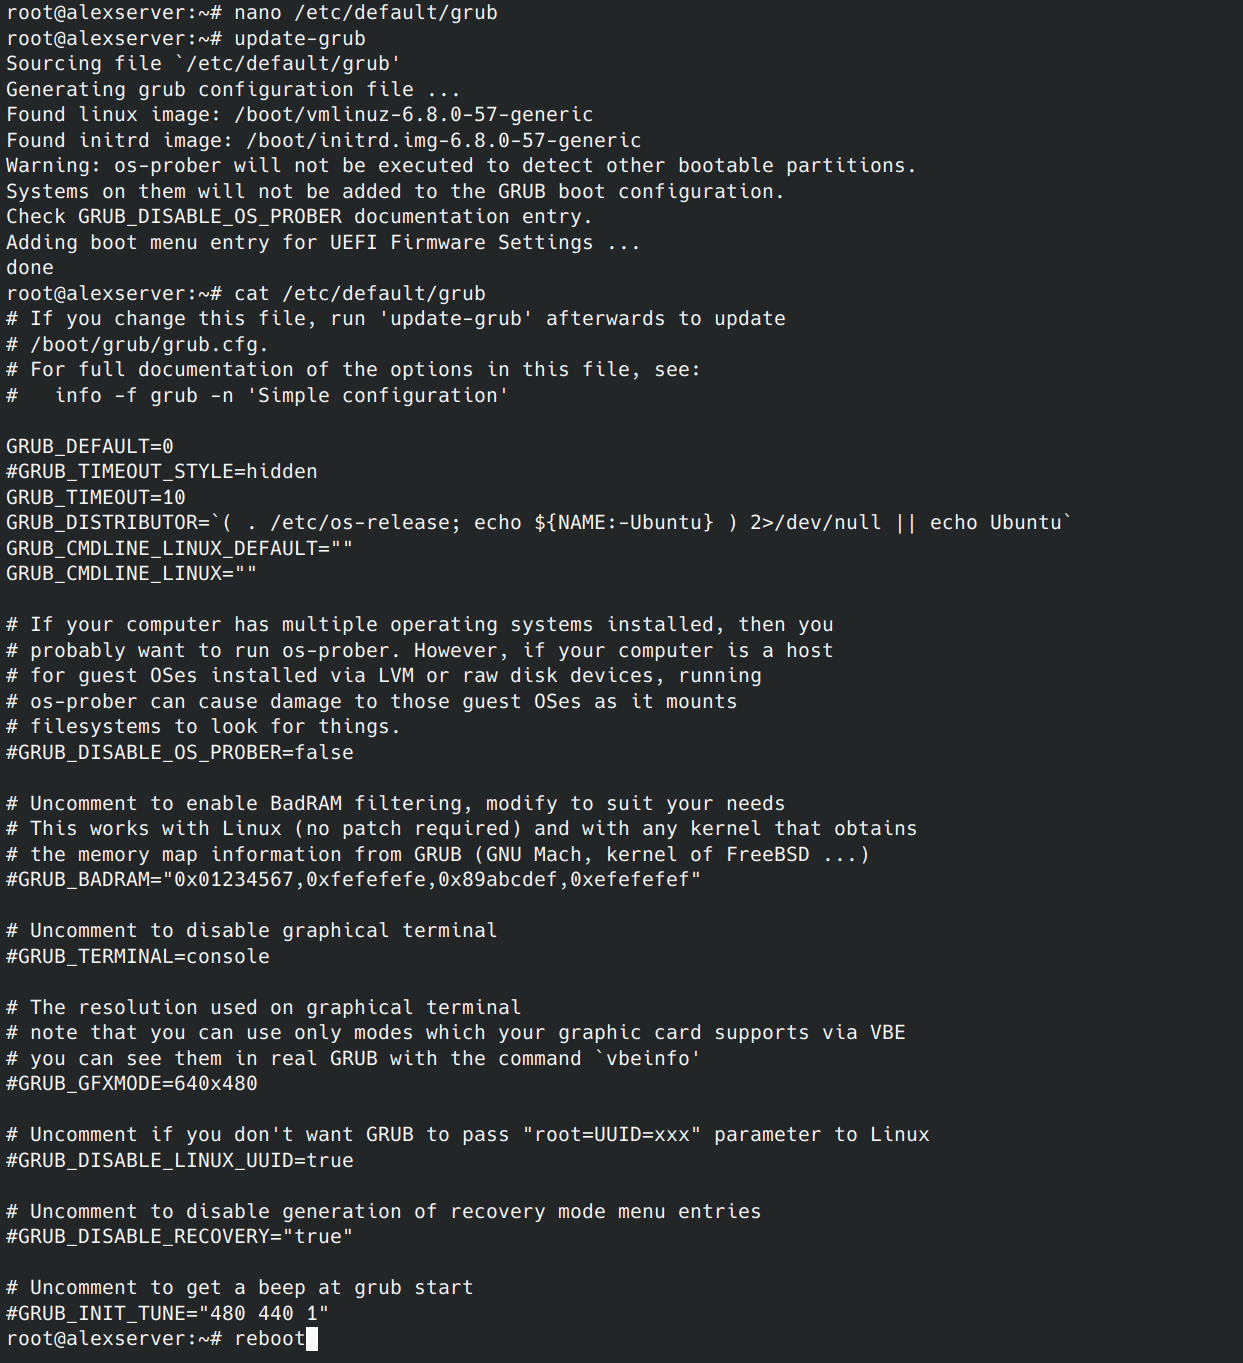 root@alexserver:~# nano /etc/default/grub
root@alexserver:~# update-grub
Sourcing file `/etc/default/grub'
Generating grub configuration file ...
Found linux image: /boot/vmlinuz-6.8.0-57-generic
Found initrd image: /boot/initrd.img-6.8.0-57-generic
Warning: os-prober will not be executed to detect other bootable partitions.
Systems on them will not be added to the GRUB boot configuration.
Check GRUB_DISABLE_OS_PROBER documentation entry.
Adding boot menu entry for UEFI Firmware Settings ...
done
root@alexserver:~# cat /etc/default/grub
# If you change this file, run 'update-grub' afterwards to update
# /boot/grub/grub.cfg.
# For full documentation of the options in this file, see:
#   info -f grub -n 'Simple configuration'

GRUB_DEFAULT=0
#GRUB_TIMEOUT_STYLE=hidden
GRUB_TIMEOUT=10
GRUB_DISTRIBUTOR=`( . /etc/os-release; echo ${NAME:-Ubuntu} ) 2>/dev/null || echo Ubuntu`
GRUB_CMDLINE_LINUX_DEFAULT=""
GRUB_CMDLINE_LINUX=""

# If your computer has multiple operating systems installed, then you
# probably want to run os-prober. However, if your computer is a host
# for guest OSes installed via LVM or raw disk devices, running
# os-prober can cause damage to those guest OSes as it mounts
# filesystems to look for things.
#GRUB_DISABLE_OS_PROBER=false

# Uncomment to enable BadRAM filtering, modify to suit your needs
# This works with Linux (no patch required) and with any kernel that obtains
# the memory map information from GRUB (GNU Mach, kernel of FreeBSD ...)
#GRUB_BADRAM="0x01234567,0xfefefefe,0x89abcdef,0xefefefef"

# Uncomment to disable graphical terminal
#GRUB_TERMINAL=console

# The resolution used on graphical terminal
# note that you can use only modes which your graphic card supports via VBE
# you can see them in real GRUB with the command `vbeinfo'
#GRUB_GFXMODE=640x480

# Uncomment if you don't want GRUB to pass "root=UUID=xxx" parameter to Linux
#GRUB_DISABLE_LINUX_UUID=true

# Uncomment to disable generation of recovery mode menu entries
#GRUB_DISABLE_RECOVERY="true"

# Uncomment to get a beep at grub start
#GRUB_INIT_TUNE="480 440 1"
root@alexserver:~# reboot